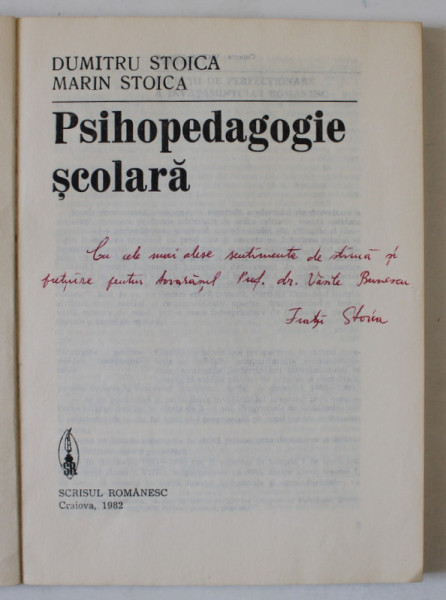 DUMITRU STOICA
MARIN STOICA
Psihopedagogie
școlară
Cu cele mai alese sentimente de stimă și
prețuire pentru tovarășul Prof. dr. Vasile Bunescu
Frații Stoica
SR
SCRISUL ROMÂNESC
Craiova, 1982